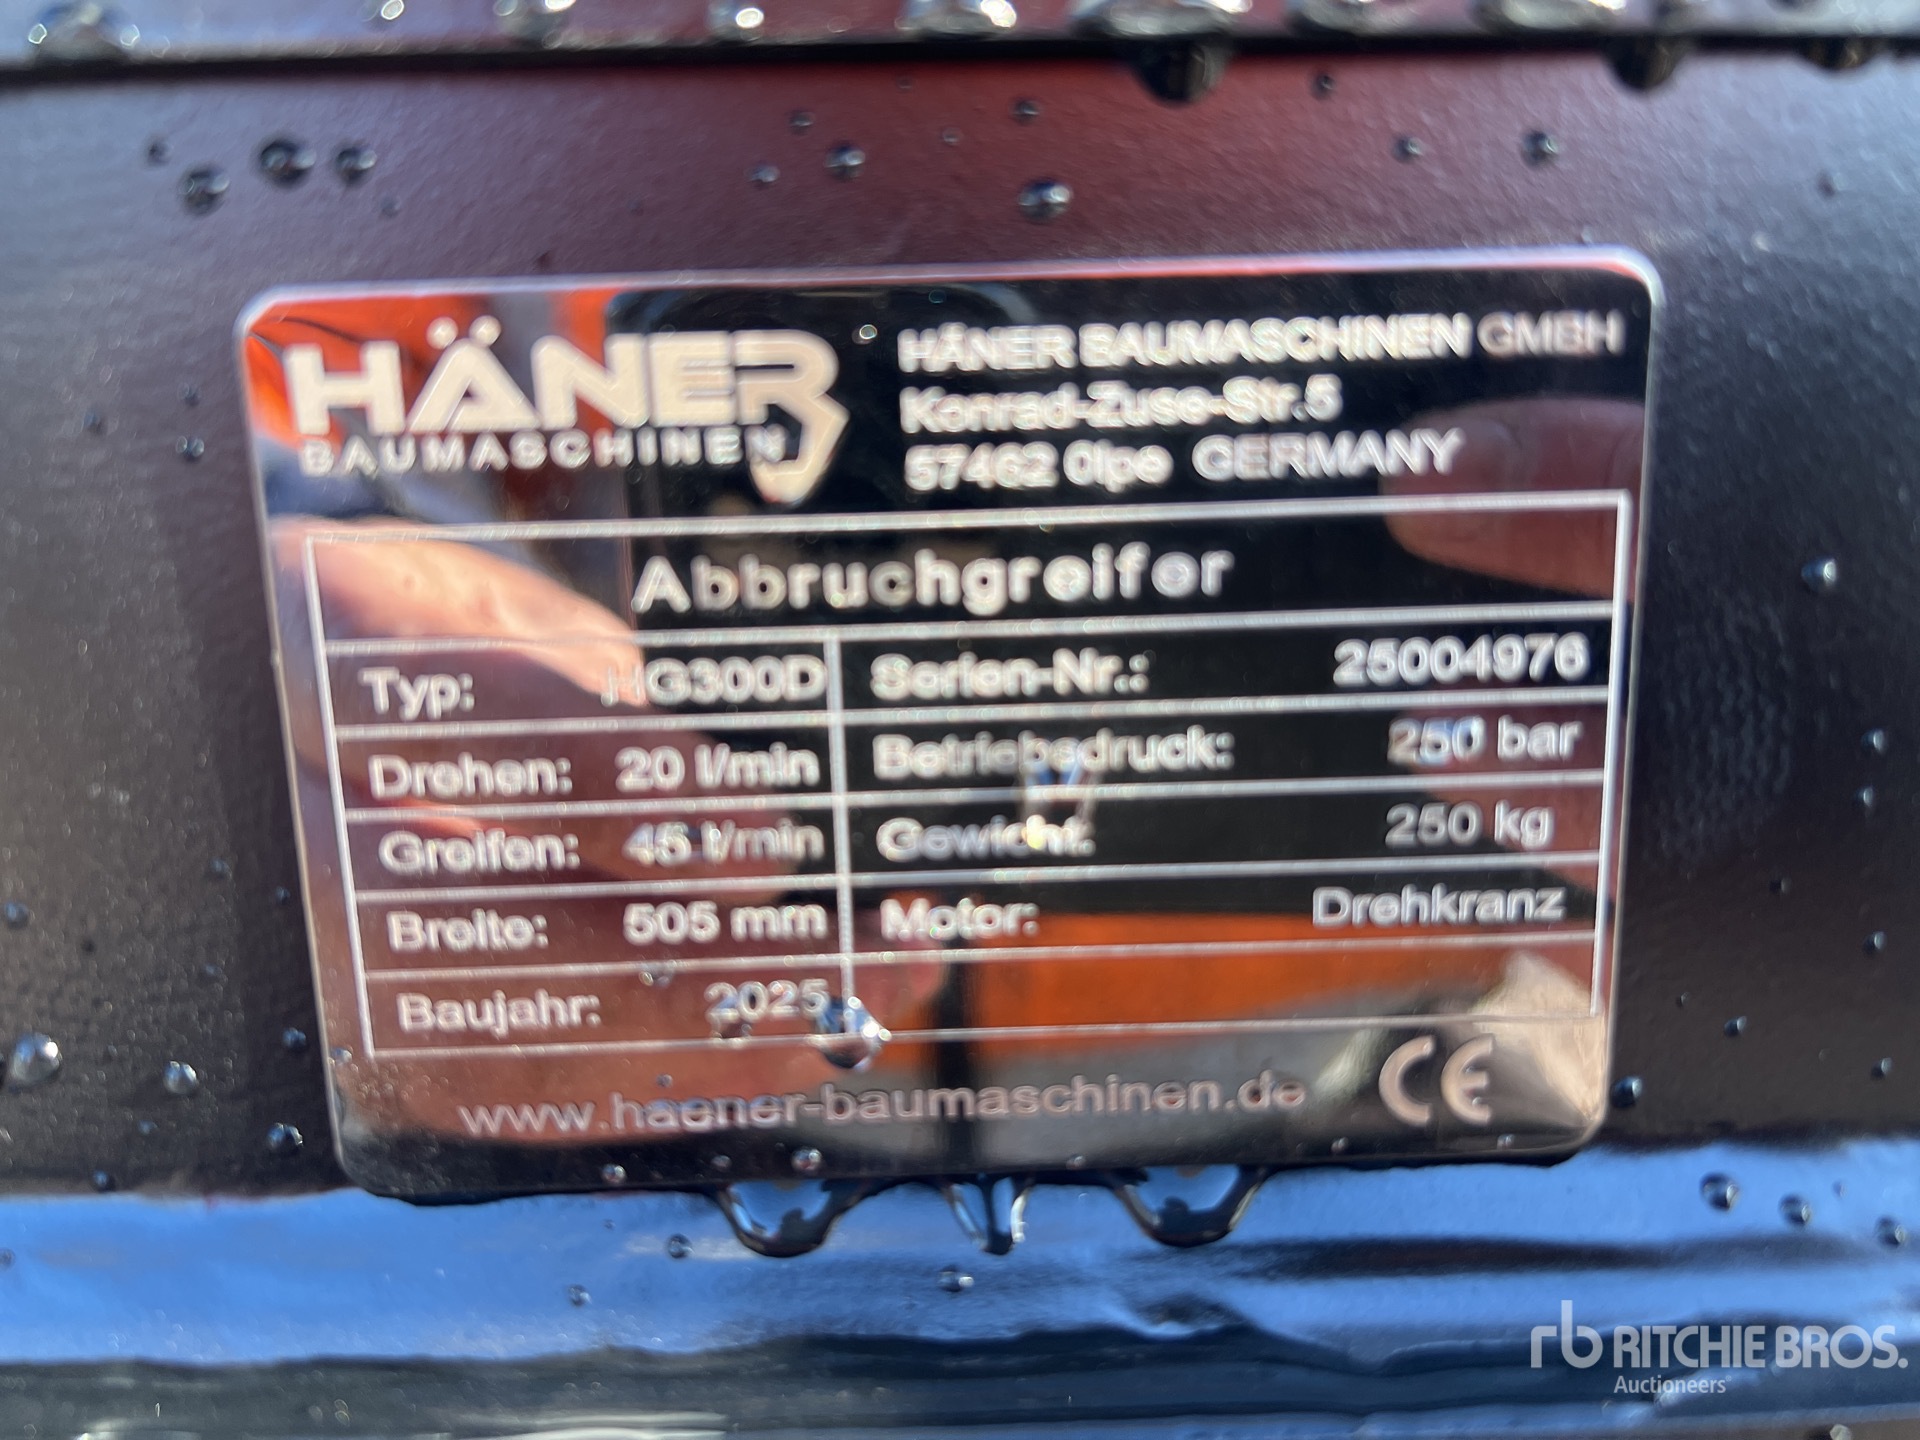 HÄNER
BAUMASCHINEN
HÄNER BAUMASCHINEN GMBH
Konrad-Zuse-Str.5
57462 Olpe GERMANY
Abbruchgreifer
Typ: HG300D Serien-Nr.: 25004976
Drehen: 20 l/min Betriebsdruck: 250 bar
Greifen: 45 l/min Gewicht: 250 kg
Breite: 505 mm Motor: Drehkranz
Baujahr: 2025
www.haener-baumaschinen.de CE
rb RITCHIE BROS.
Auctioneers